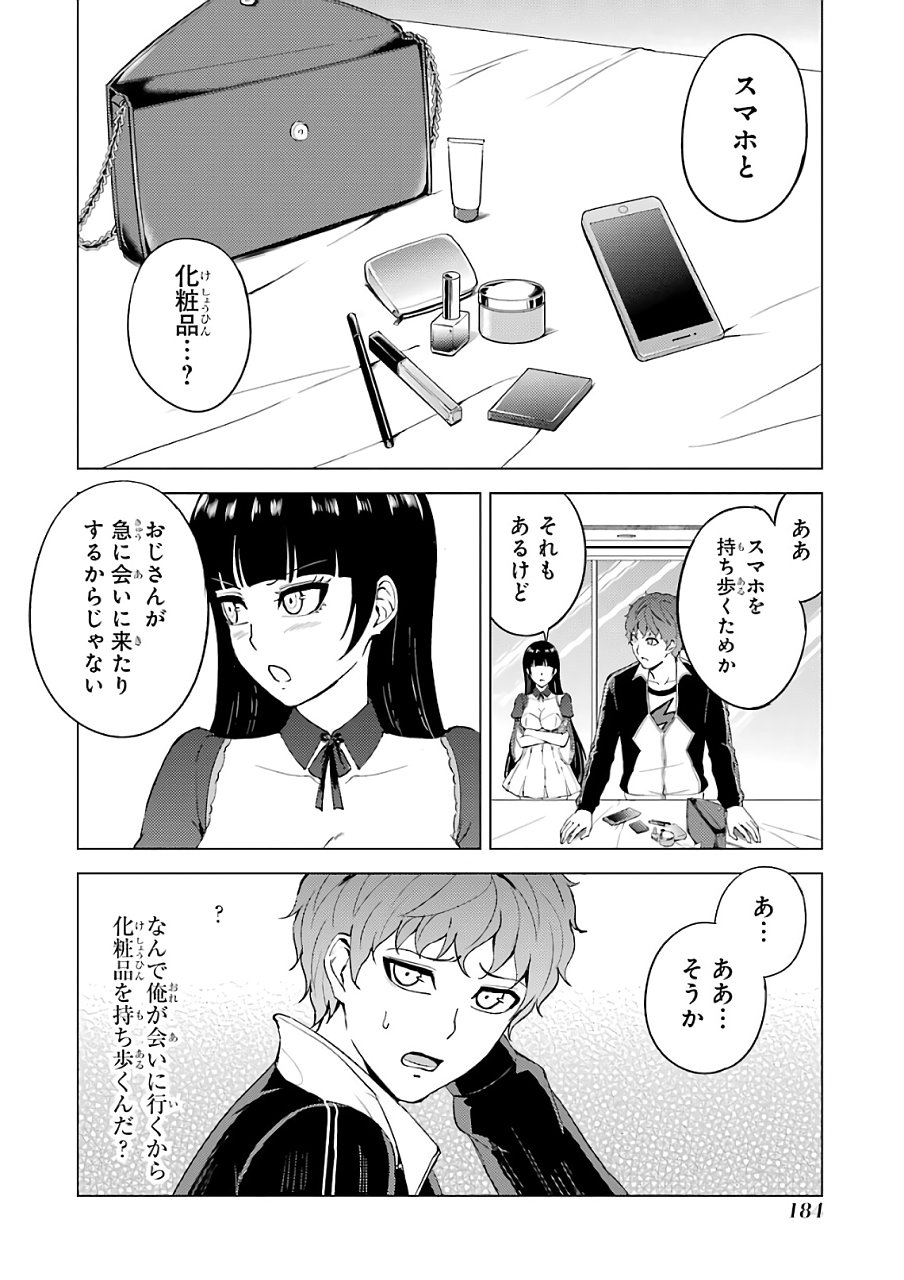 スマホと
化粧品…?
ああ
スマホを
持ち歩くためか
それも
あるけど
おじさんが
急に会いに来たり
するからじゃない
あ…
ああ…
そうか
?
なんで俺が会いに行くから
化粧品を持ち歩くんだ?
184